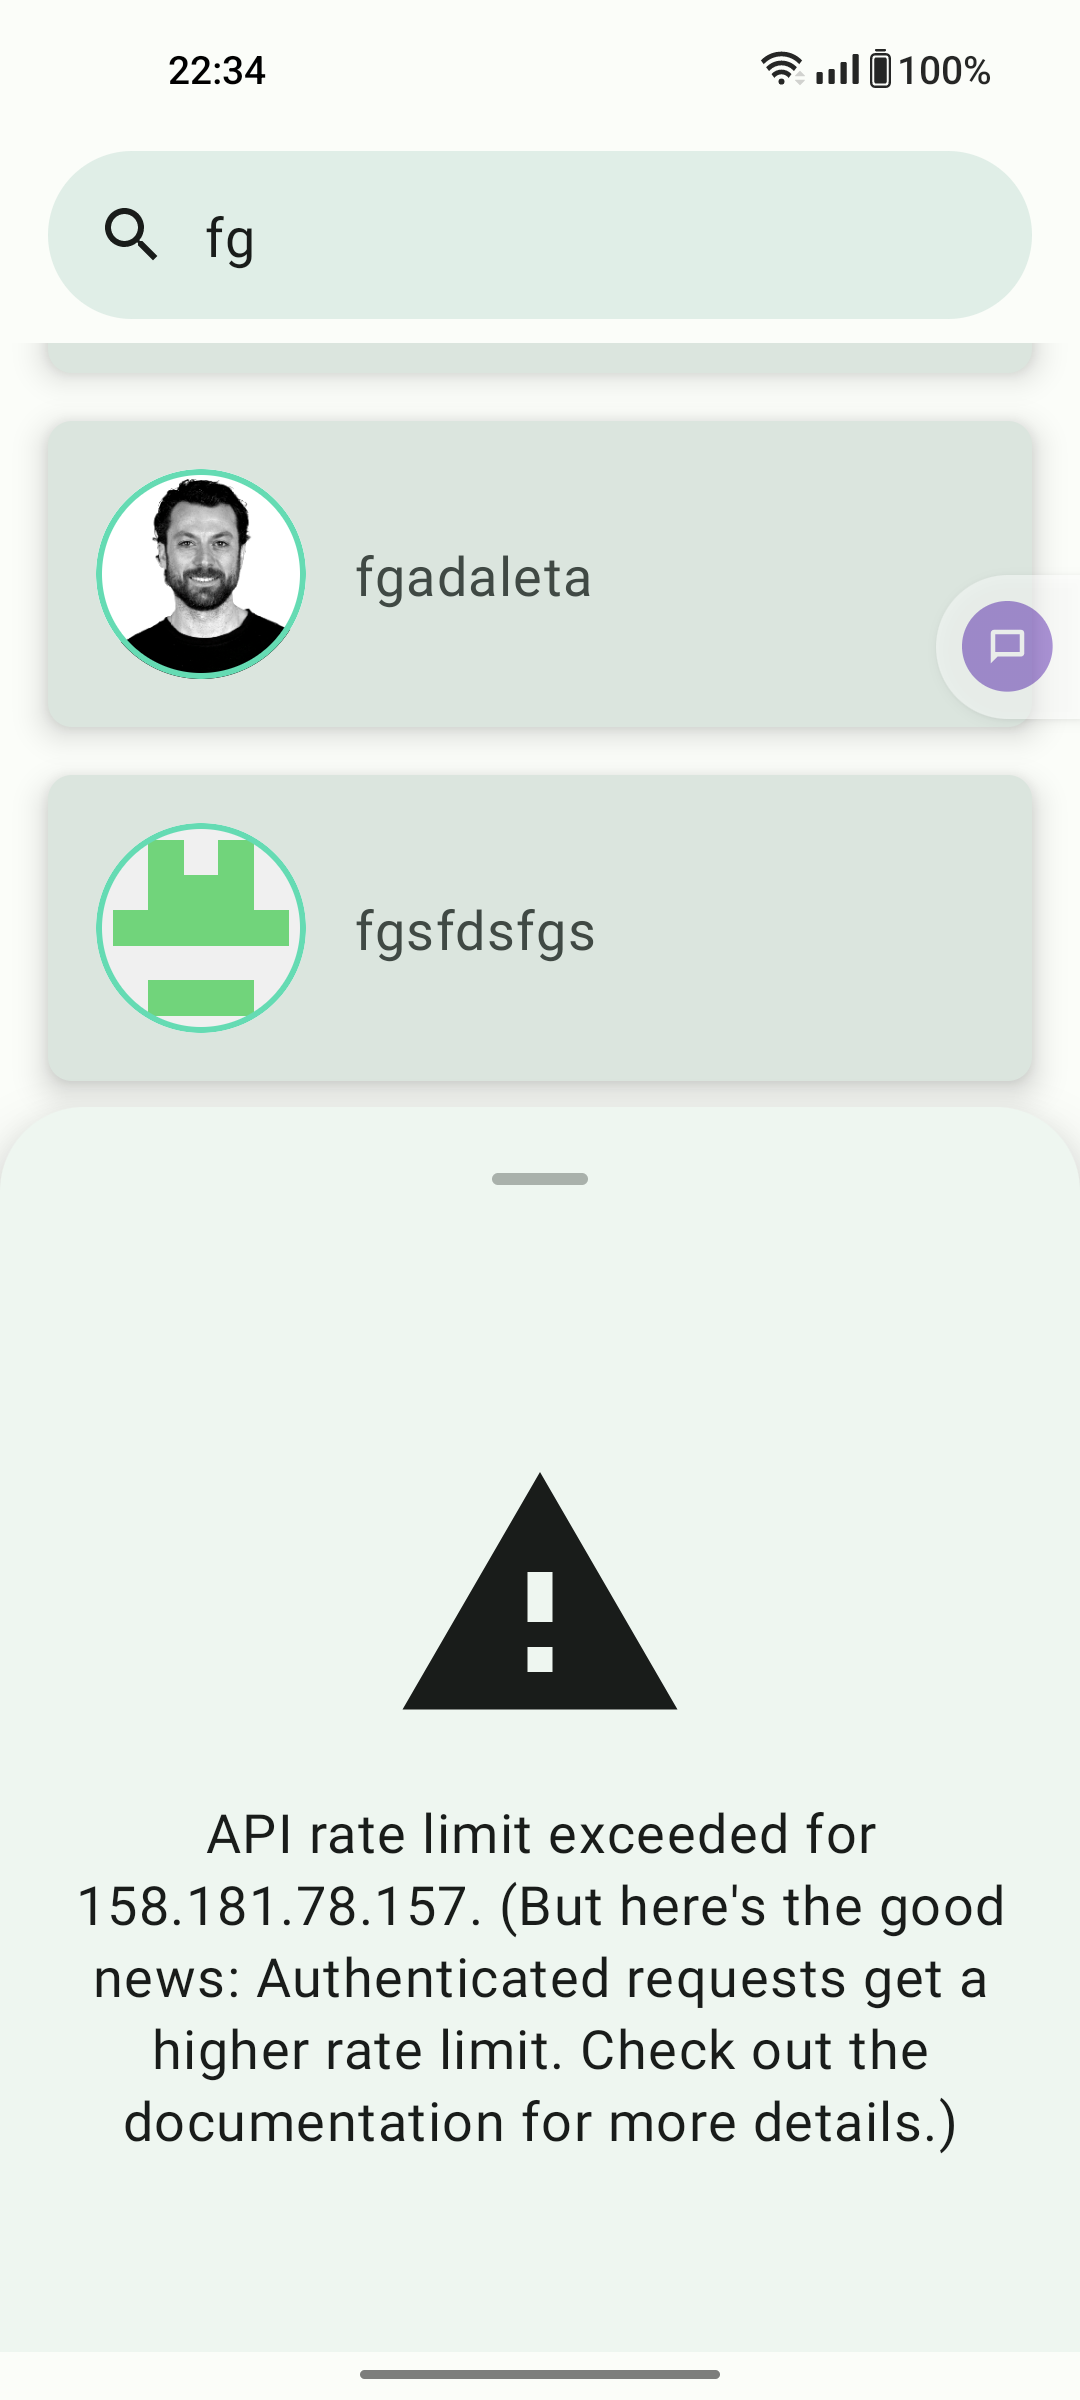 22:34
100%
fg
fgadaleta
fgsfdsfgs
API rate limit exceeded for
158.181.78.157. (But here's the good
news: Authenticated requests get a
higher rate limit. Check out the
documentation for more details.)